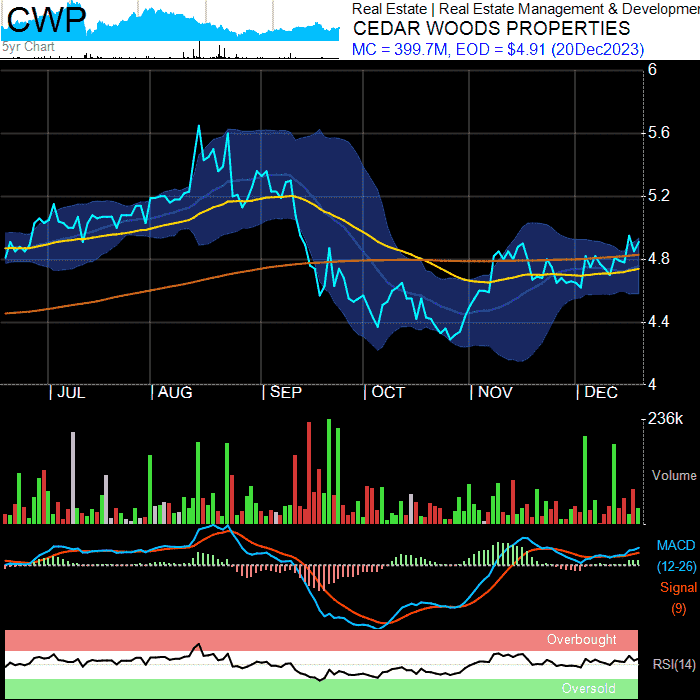 CWP
5yr Chart
Real Estate | Real Estate Management & Developmen
CEDAR WOODS PROPERTIES
MC = 399.7M, EOD = $4.91 (20Dec2023)
6
5.6
5.2
4.8
4.4
4
| JUL | AUG | SEP | OCT | NOV | DEC
236k
Volume
MACD
(12-26)
Signal
(9)
Overbought
RSI(14)
Oversold